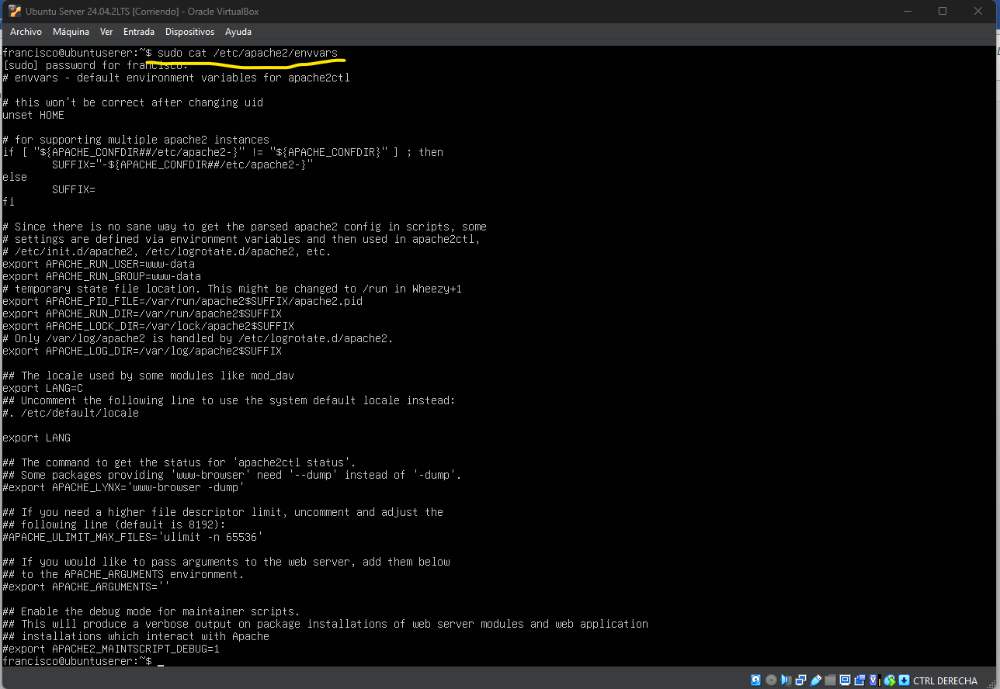 Ubuntu Server 24.04.2LTS [Corriendo] - Oracle VirtualBox
Archivo Máquina Ver Entrada Dispositivos Ayuda
francisco@ubuntuserer:~$ sudo cat /etc/apache2/envvars
[sudo] password for francisco:
# envvars - default environment variables for apache2ctl

# this won't be correct after changing uid
unset HOME

# for supporting multiple apache2 instances
if [ "${APACHE_CONFDIR##/etc/apache2-}" != "${APACHE_CONFDIR}" ] ; then
        SUFFIX="-${APACHE_CONFDIR##/etc/apache2-}"
else
        SUFFIX=
fi

# Since there is no sane way to get the parsed apache2 config in scripts, some
# settings are defined via environment variables and then used in apache2ctl,
# /etc/init.d/apache2, /etc/logrotate.d/apache2, etc.
export APACHE_RUN_USER=www-data
export APACHE_RUN_GROUP=www-data
# temporary state file location. This might be changed to /run in Wheezy+1
export APACHE_PID_FILE=/var/run/apache2$SUFFIX/apache2.pid
export APACHE_RUN_DIR=/var/run/apache2$SUFFIX
export APACHE_LOCK_DIR=/var/lock/apache2$SUFFIX
# Only /var/log/apache2 is handled by /etc/logrotate.d/apache2.
export APACHE_LOG_DIR=/var/log/apache2$SUFFIX

## The locale used by some modules like mod_dav
export LANG=C
## Uncomment the following line to use the system default locale instead:
#. /etc/default/locale

export LANG

## The command to get the status for 'apache2ctl status'.
## Some packages providing 'www-browser' need '--dump' instead of '-dump'.
#export APACHE_LYNX='www-browser -dump'

## If you need a higher file descriptor limit, uncomment and adjust the
## following line (default is 8192):
#APACHE_ULIMIT_MAX_FILES='ulimit -n 65536'

## If you would like to pass arguments to the web server, add them below
## to the APACHE_ARGUMENTS environment.
#export APACHE_ARGUMENTS=''

## Enable the debug mode for maintainer scripts.
## This will produce a verbose output on package installations of web server modules and web application
## installations which interact with Apache
#export APACHE2_MAINTSCRIPT_DEBUG=1
francisco@ubuntuserer:~$ _
CTRL DERECHA